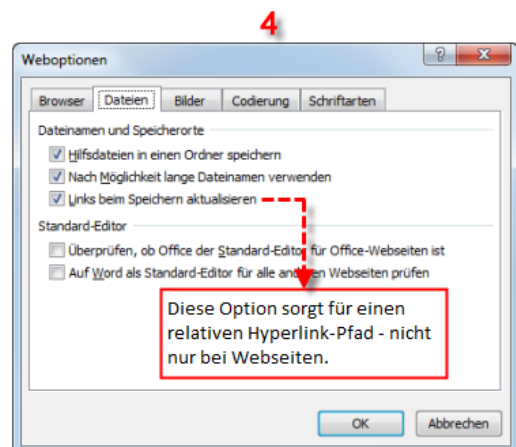 4
Weboptionen
Browser Dateien Bilder Codierung Schriftarten
Dateinamen und Speicherorte
Hilfsdateien in einen Ordner speichern
Nach Möglichkeit lange Dateinamen verwenden
Links beim Speichern aktualisieren
Standard-Editor
Überprüfen, ob Office der Standard-Editor für Office-Webseiten ist
Auf Word als Standard-Editor für alle anderen Webseiten prüfen
Diese Option sorgt für einen
relativen Hyperlink-Pfad - nicht
nur bei Webseiten.
OK Abbrechen